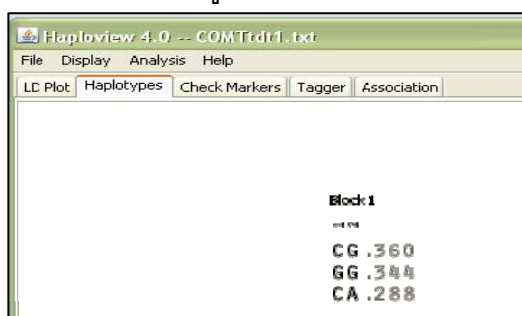 Haploview 4.0 -- COMTtdt1.txt
File Display Analysis Help
LD Plot Haplotypes Check Markers Tagger Association
Block 1
CG .360
GG .344
CA .288